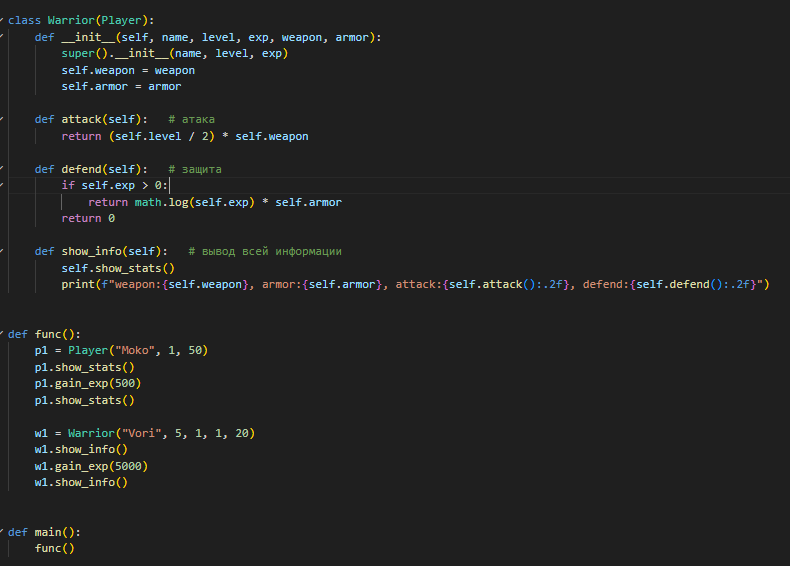 class Warrior(Player):
    def __init__(self, name, level, exp, weapon, armor):
        super().__init__(name, level, exp)
        self.weapon = weapon
        self.armor = armor

    def attack(self):   # атака
        return (self.level / 2) * self.weapon

    def defend(self):   # защита
        if self.exp > 0:
            return math.log(self.exp) * self.armor
        return 0

    def show_info(self):   # вывод всей информации
        self.show_stats()
        print(f"weapon:{self.weapon}, armor:{self.armor}, attack:{self.attack():.2f}, defend:{self.defend():.2f}")


def func():
    p1 = Player("Moko", 1, 50)
    p1.show_stats()
    p1.gain_exp(500)
    p1.show_stats()

    w1 = Warrior("Vori", 5, 1, 1, 20)
    w1.show_info()
    w1.gain_exp(5000)
    w1.show_info()


def main():
    func()